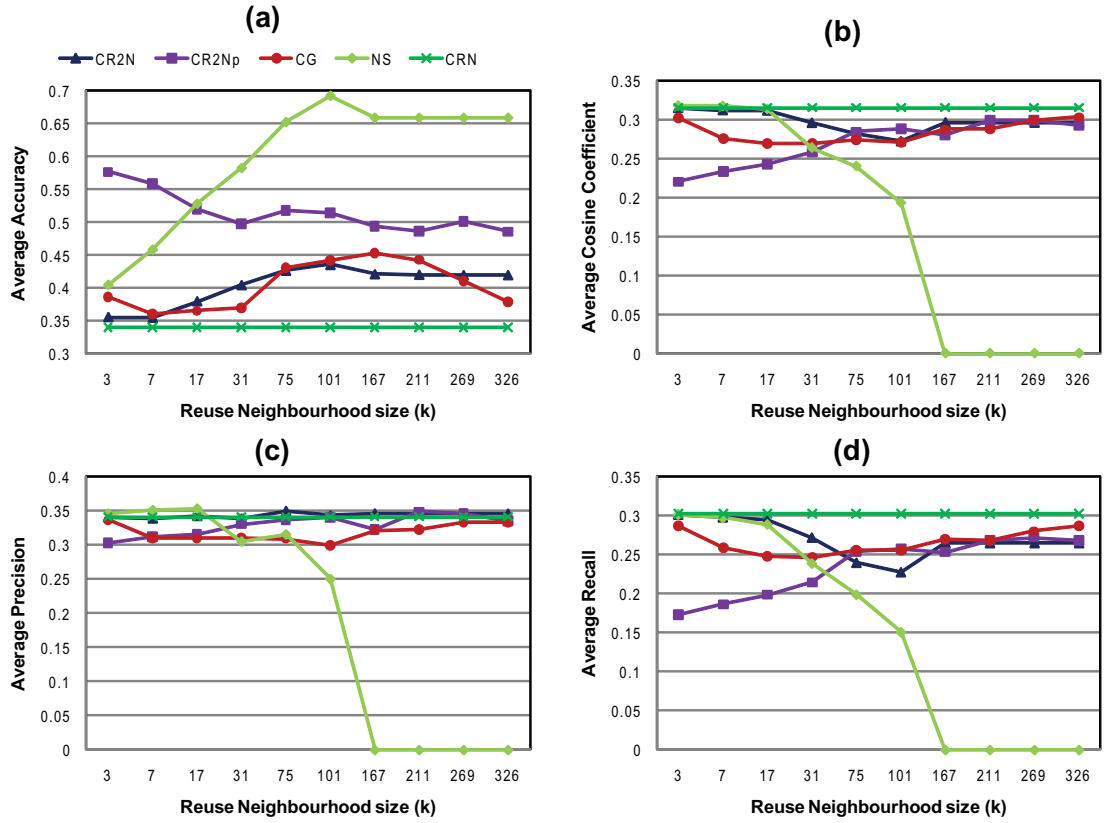 (a)
CR2N CR2Np CG NS CRN
Average Accuracy
0.7
0.65
0.6
0.55
0.5
0.45
0.4
0.35
0.3
3 7 17 31 75 101 167 211 269 326
Reuse Neighbourhood size (k)
(b)
Average Cosine Coefficient
0.35
0.3
0.25
0.2
0.15
0.1
0.05
0
3 7 17 31 75 101 167 211 269 326
Reuse Neighbourhood size (k)
(c)
Average Precision
0.4
0.35
0.3
0.25
0.2
0.15
0.1
0.05
0
3 7 17 31 75 101 167 211 269 326
Reuse Neighbourhood size (k)
(d)
Average Recall
0.35
0.3
0.25
0.2
0.15
0.1
0.05
0
3 7 17 31 75 101 167 211 269 326
Reuse Neighbourhood size (k)